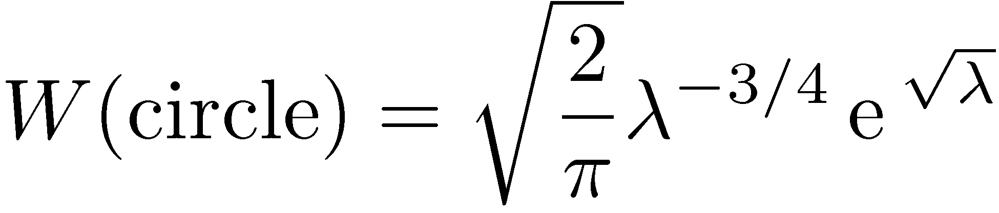 W(circle) = √(2/π) λ^{-3/4} e^{√λ}